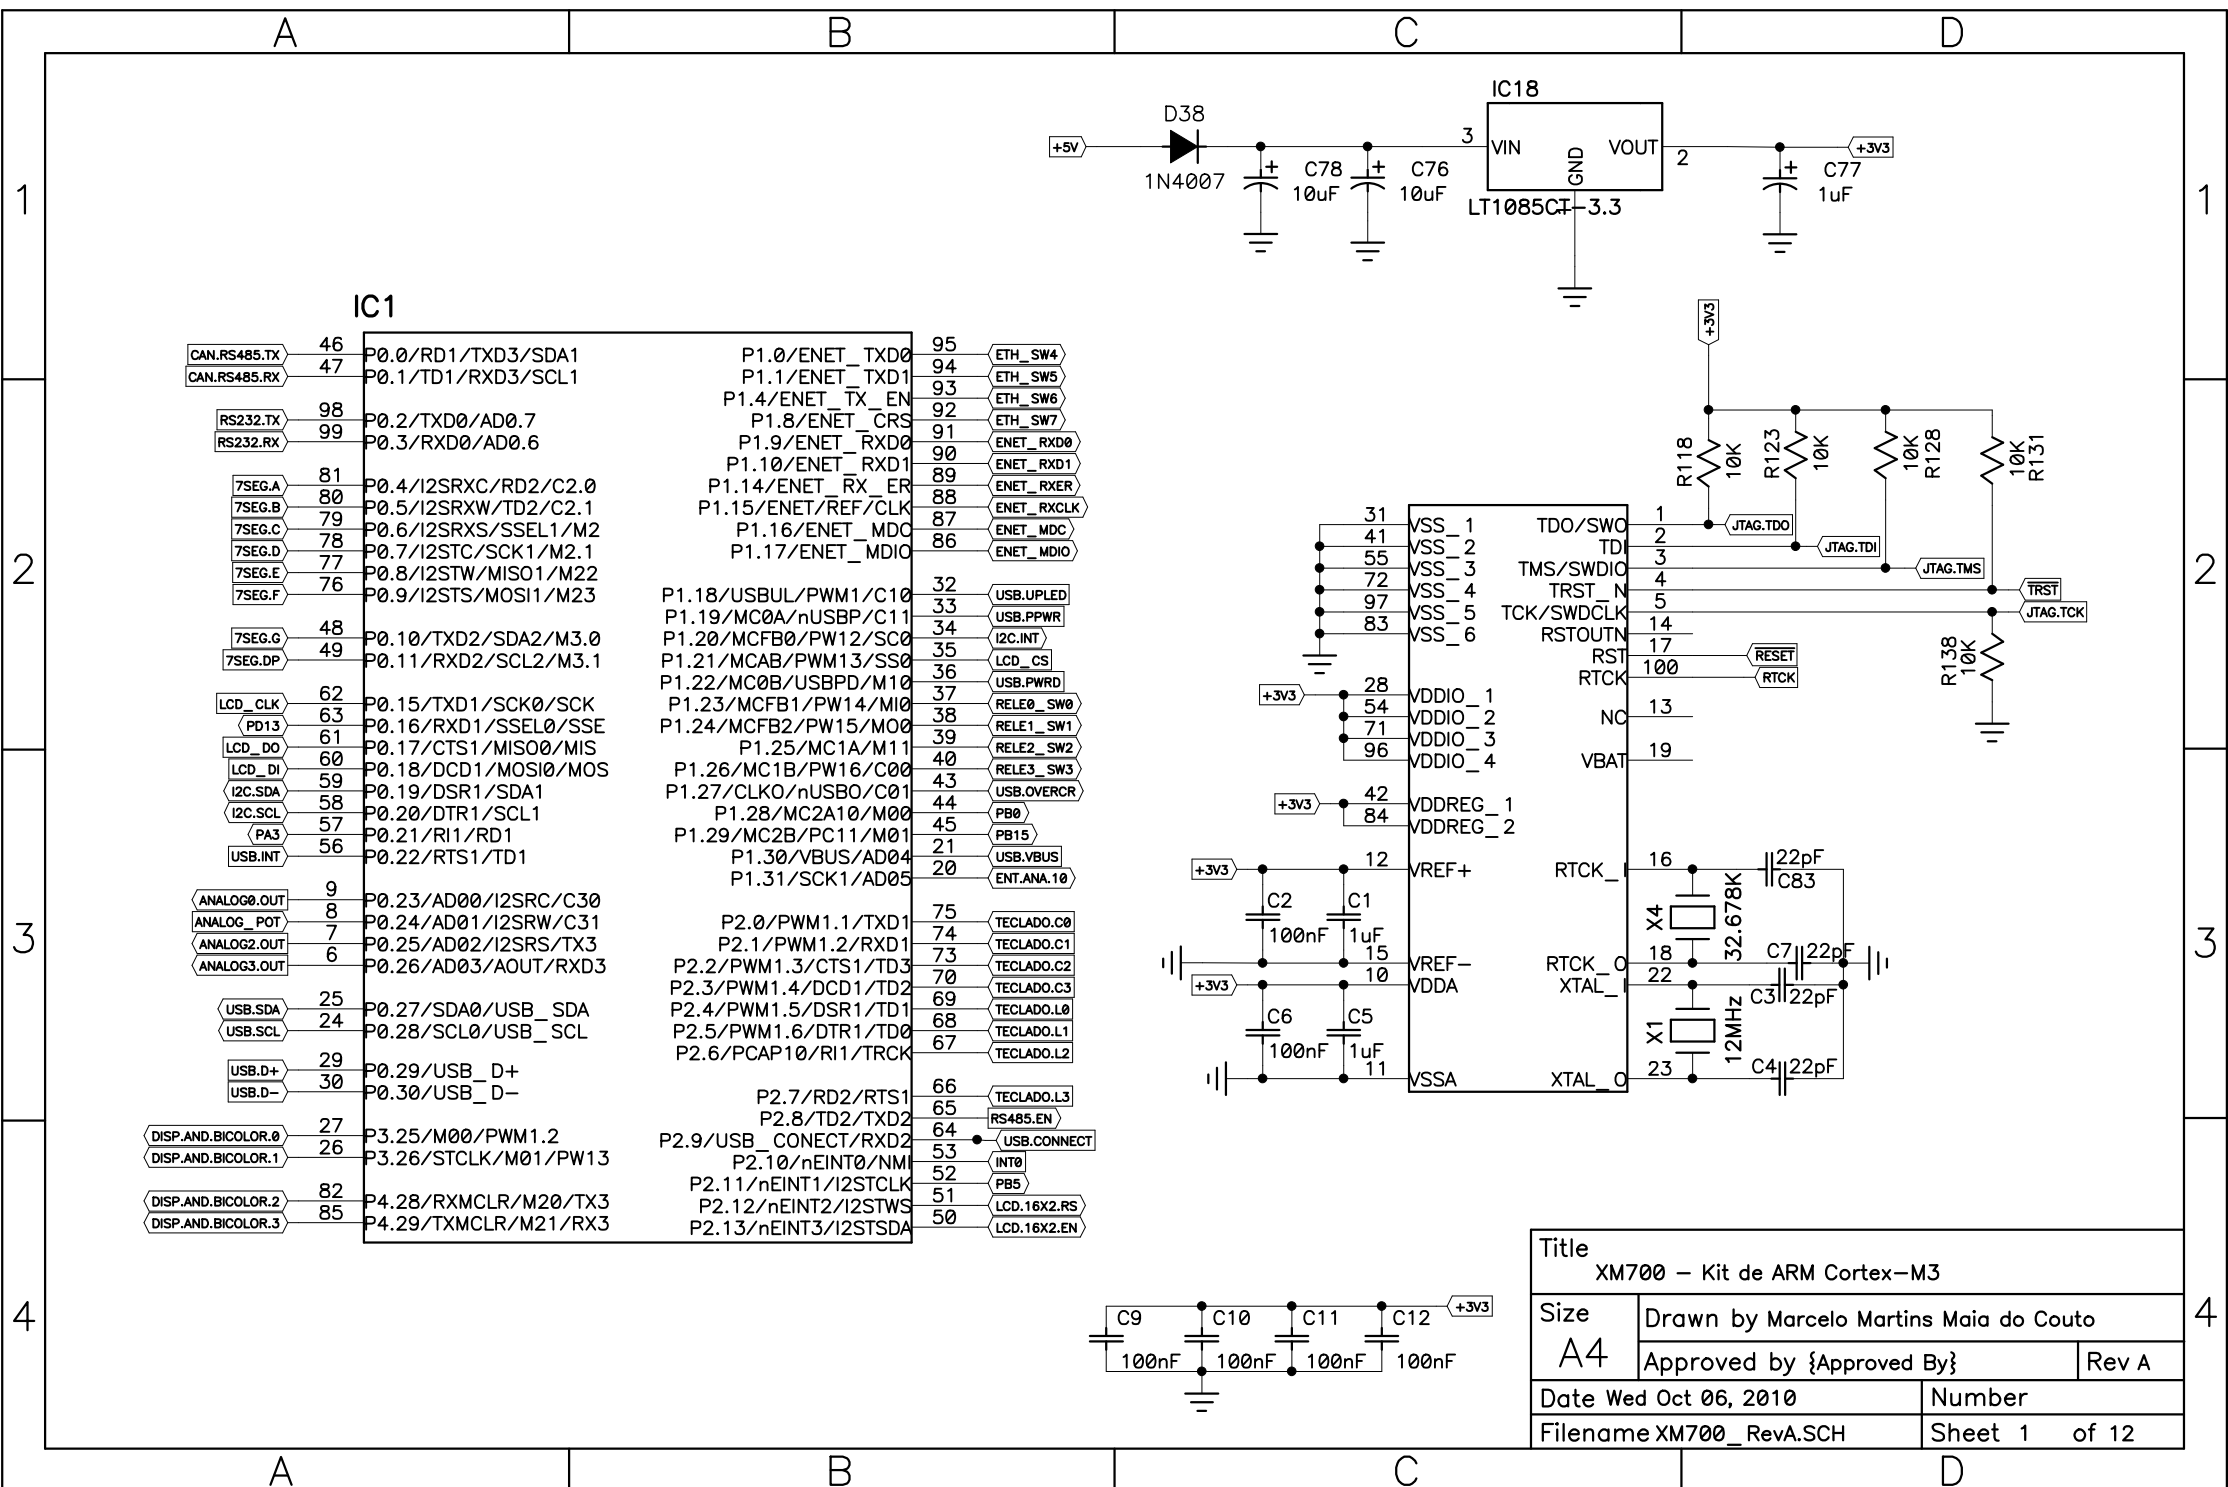 A
B
C
D
1
1
2
2
3
3
4
4
A
B
C
D
D38
+5V
1N4007
C78
10uF
C76
10uF
IC18
3
VIN
GND
VOUT
2
LT1085CT-3.3
C77
1uF
+3V3
IC1
CAN.RS485.TX 46 P0.0/RD1/TXD3/SDA1
CAN.RS485.RX 47 P0.1/TD1/RXD3/SCL1
RS232.TX 98 P0.2/TXD0/AD0.7
RS232.RX 99 P0.3/RXD0/AD0.6
7SEG.A 81 P0.4/I2SRXC/RD2/C2.0
7SEG.B 80 P0.5/I2SRXW/TD2/C2.1
7SEG.C 79 P0.6/I2SRXS/SSEL1/M2
7SEG.D 78 P0.7/I2STC/SCK1/M2.1
7SEG.E 77 P0.8/I2STW/MISO1/M22
7SEG.F 76 P0.9/I2STS/MOSI1/M23
7SEG.G 48 P0.10/TXD2/SDA2/M3.0
7SEG.DP 49 P0.11/RXD2/SCL2/M3.1
LCD_CLK 62 P0.15/TXD1/SCK0/SCK
PD13 63 P0.16/RXD1/SSEL0/SSE
LCD_DO 61 P0.17/CTS1/MISO0/MIS
LCD_DI 60 P0.18/DCD1/MOSI0/MOS
I2C.SDA 59 P0.19/DSR1/SDA1
I2C.SCL 58 P0.20/DTR1/SCL1
PA3 57 P0.21/RI1/RD1
USB.INT 56 P0.22/RTS1/TD1
ANALOG0.OUT 9 P0.23/AD00/I2SRC/C30
ANALOG_POT 8 P0.24/AD01/I2SRW/C31
ANALOG2.OUT 7 P0.25/AD02/I2SRS/TX3
ANALOG3.OUT 6 P0.26/AD03/AOUT/RXD3
USB.SDA 25 P0.27/SDA0/USB_SDA
USB.SCL 24 P0.28/SCL0/USB_SCL
USB.D+ 29 P0.29/USB_D+
USB.D- 30 P0.30/USB_D-
DISP.AND.BICOLOR.0 27 P3.25/M00/PWM1.2
DISP.AND.BICOLOR.1 26 P3.26/STCLK/M01/PW13
DISP.AND.BICOLOR.2 82 P4.28/RXMCLR/M20/TX3
DISP.AND.BICOLOR.3 85 P4.29/TXMCLR/M21/RX3
P1.0/ENET_TXD0 95 ETH_SW4
P1.1/ENET_TXD1 94 ETH_SW5
P1.4/ENET_TX_EN 93 ETH_SW6
P1.8/ENET_CRS 92 ETH_SW7
P1.9/ENET_RXD0 91 ENET_RXD0
P1.10/ENET_RXD1 90 ENET_RXD1
P1.14/ENET_RX_ER 89 ENET_RXER
P1.15/ENET/REF/CLK 88 ENET_RXCLK
P1.16/ENET_MDC 87 ENET_MDC
P1.17/ENET_MDIO 86 ENET_MDIO
P1.18/USBUL/PWM1/C10 32 USB.UPLED
P1.19/MC0A/nUSBP/C11 33 USB.PPWR
P1.20/MCFB0/PW12/SC0 34 I2C.INT
P1.21/MCAB/PWM13/SS0 35 LCD_CS
P1.22/MC0B/USBPD/M10 36 USB.PWRD
P1.23/MCFB1/PW14/MI0 37 RELE0_SW0
P1.24/MCFB2/PW15/MO0 38 RELE1_SW1
P1.25/MC1A/M11 39 RELE2_SW2
P1.26/MC1B/PW16/C00 40 RELE3_SW3
P1.27/CLKO/nUSBO/C01 43 USB.OVERCR
P1.28/MC2A10/M00 44 PB0
P1.29/MC2B/PC11/M01 45 PB15
P1.30/VBUS/AD04 21 USB.VBUS
P1.31/SCK1/AD05 20 ENT.ANA.10
P2.0/PWM1.1/TXD1 75 TECLADO.C0
P2.1/PWM1.2/RXD1 74 TECLADO.C1
P2.2/PWM1.3/CTS1/TD3 73 TECLADO.C2
P2.3/PWM1.4/DCD1/TD2 70 TECLADO.C3
P2.4/PWM1.5/DSR1/TD1 69 TECLADO.L0
P2.5/PWM1.6/DTR1/TD0 68 TECLADO.L1
P2.6/PCAP10/RI1/TRCK 67 TECLADO.L2
P2.7/RD2/RTS1 66 TECLADO.L3
P2.8/TD2/TXD2 65 RS485.EN
P2.9/USB_CONECT/RXD2 64 USB.CONNECT
P2.10/nEINT0/NMI 53 INT0
P2.11/nEINT1/I2STCLK 52 PB5
P2.12/nEINT2/I2STWS 51 LCD.16X2.RS
P2.13/nEINT3/I2STSDA 50 LCD.16X2.EN
+3V3
R118 10K
R123 10K
10K R128
10K R131
31 VSS_1
41 VSS_2
55 VSS_3
72 VSS_4
97 VSS_5
83 VSS_6
+3V3 28 VDDIO_1
54 VDDIO_2
71 VDDIO_3
96 VDDIO_4
+3V3 42 VDDREG_1
84 VDDREG_2
+3V3 12 VREF+
C2 100nF
C1 1uF
15 VREF-
+3V3 10 VDDA
C6 100nF
C5 1uF
11 VSSA
TDO/SWO 1 JTAG.TDO
TDI 2 JTAG.TDI
TMS/SWDIO 3 JTAG.TMS
TRST_N 4 TRST
TCK/SWDCLK 5 JTAG.TCK
RSTOUTN 14
RST 17 RESET
RTCK 100 RTCK
R138 10K
NC 13
VBAT 19
RTCK_I 16
22pF
C83
X4 32.678K
RTCK_O 18
C7 22pF
XTAL_I 22
C3 22pF
X1 12MHz
XTAL_O 23
C4 22pF
C9 100nF
C10 100nF
C11 100nF
C12 100nF
+3V3
Title
XM700 - Kit de ARM Cortex-M3
Size
A4
Drawn by Marcelo Martins Maia do Couto
Approved by {Approved By}
Rev A
Date Wed Oct 06, 2010
Number
Filename XM700_RevA.SCH
Sheet 1 of 12